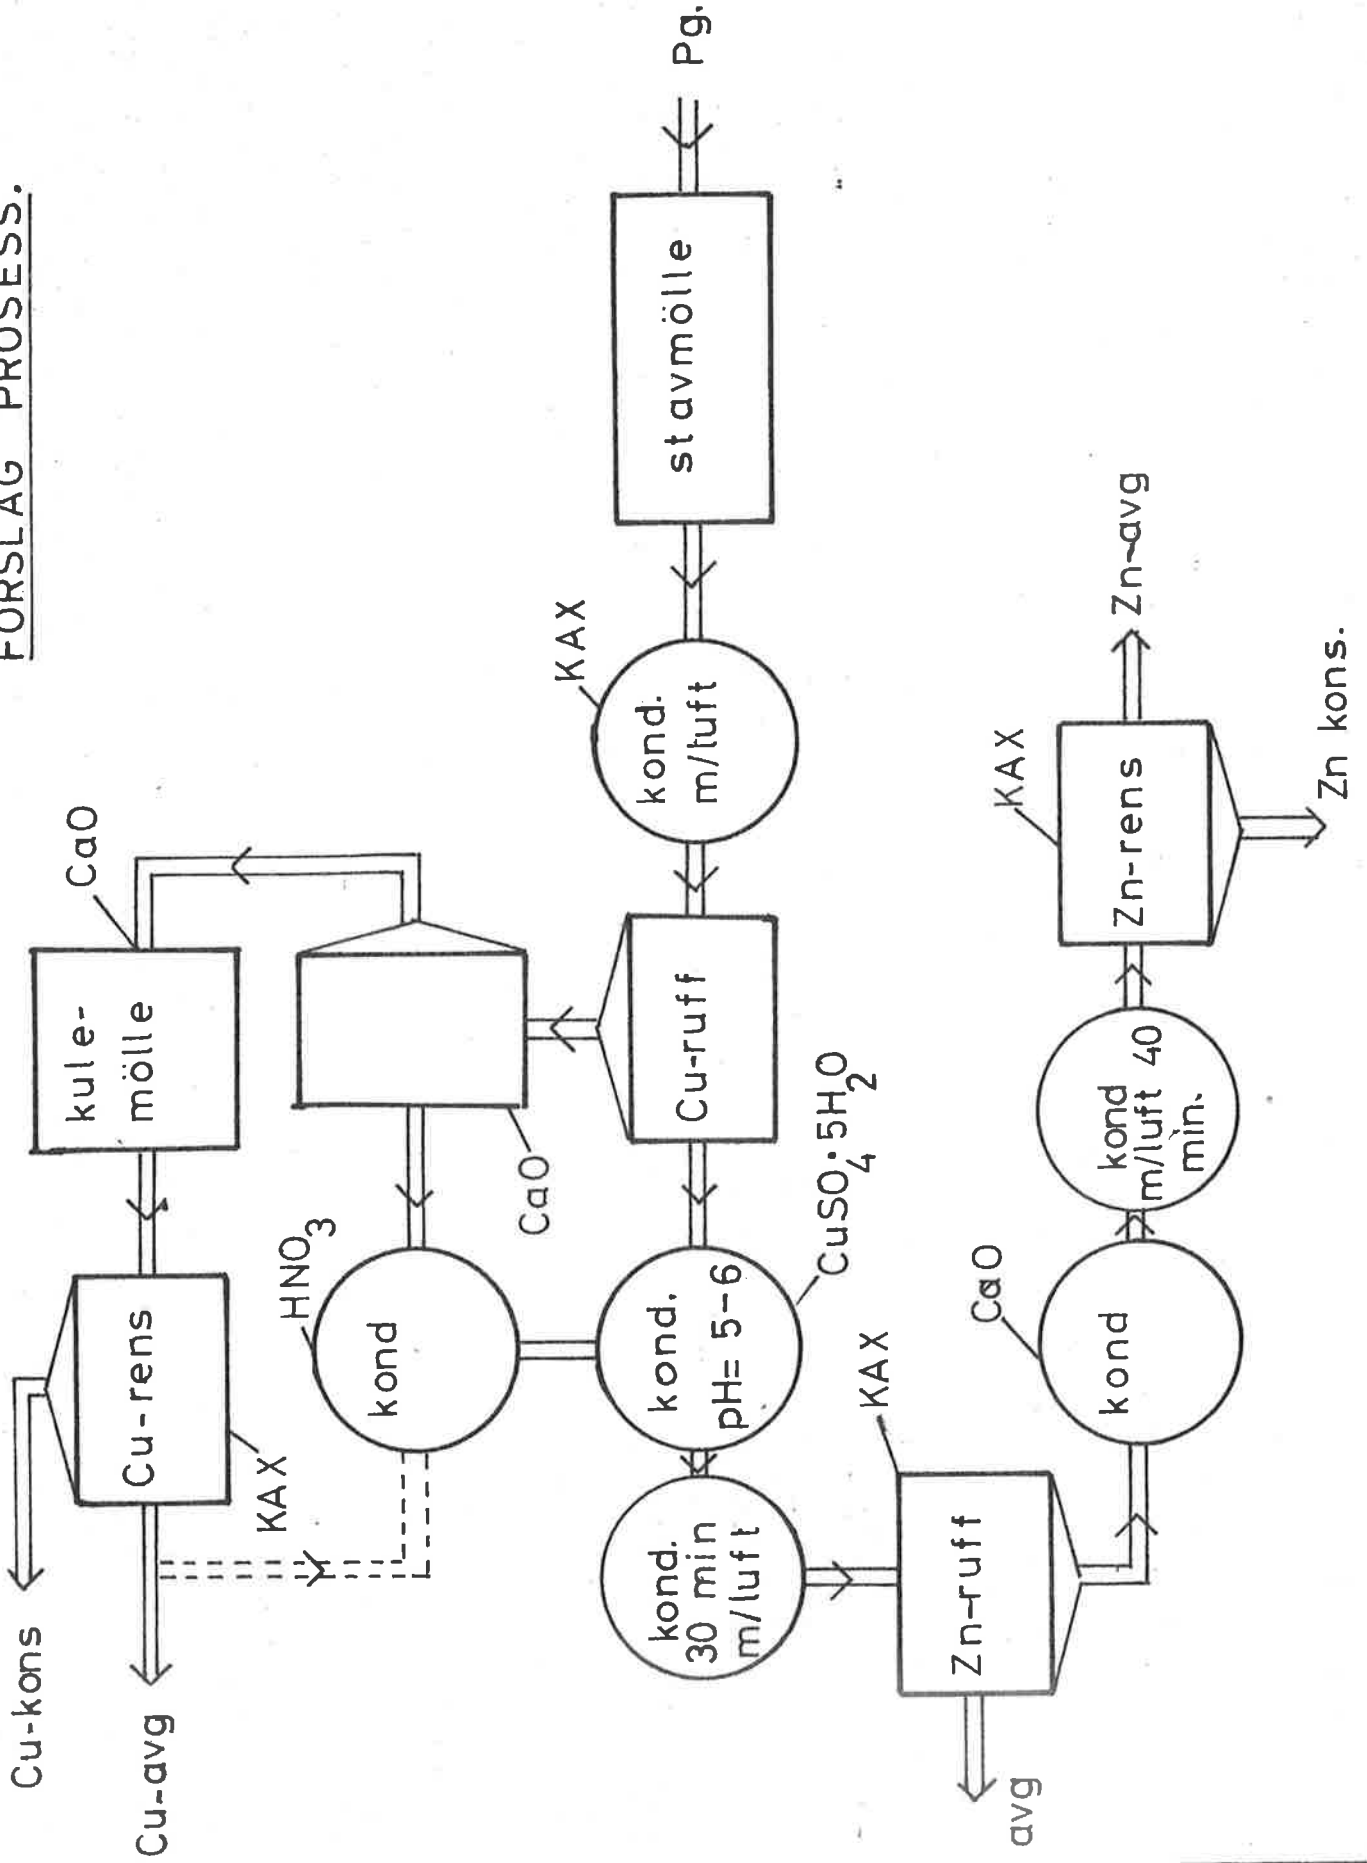 FORSLAG PROSESS.
Pg.
stavmölle
KAX
kond.
m/luft
Cu-ruff
CaO
CaO
kule-
mölle
Cu-rens
KAX
Cu-kons
Cu-avg
HNO3
kond
kond.
pH= 5-6
CuSO4·5H2O
kond.
30 min
m/luft
KAX
Zn-ruff
avg
CaO
kond
kond
m/luft 40
min.
KAX
Zn-rens
Zn-avg
Zn kons.